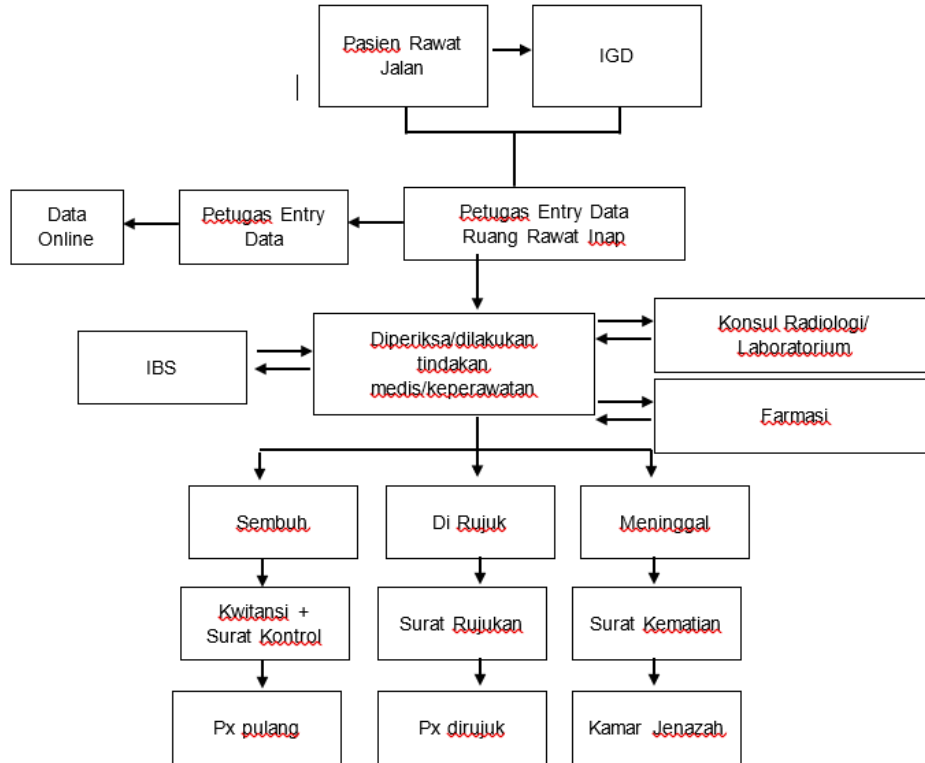 Pasien Rawat
Jalan
IGD
Data
Online
Petugas Entry
Data
Petugas Entry Data
Ruang Rawat Inap
IBS
Diperiksa/dilakukan
tindakan
medis/keperawatan
Konsul Radiologi/
Laboratorium
Farmasi
Sembuh
Di Rujuk
Meninggal
Kwitansi +
Surat Kontrol
Surat Rujukan
Surat Kematian
Px pulang
Px dirujuk
Kamar Jenazah